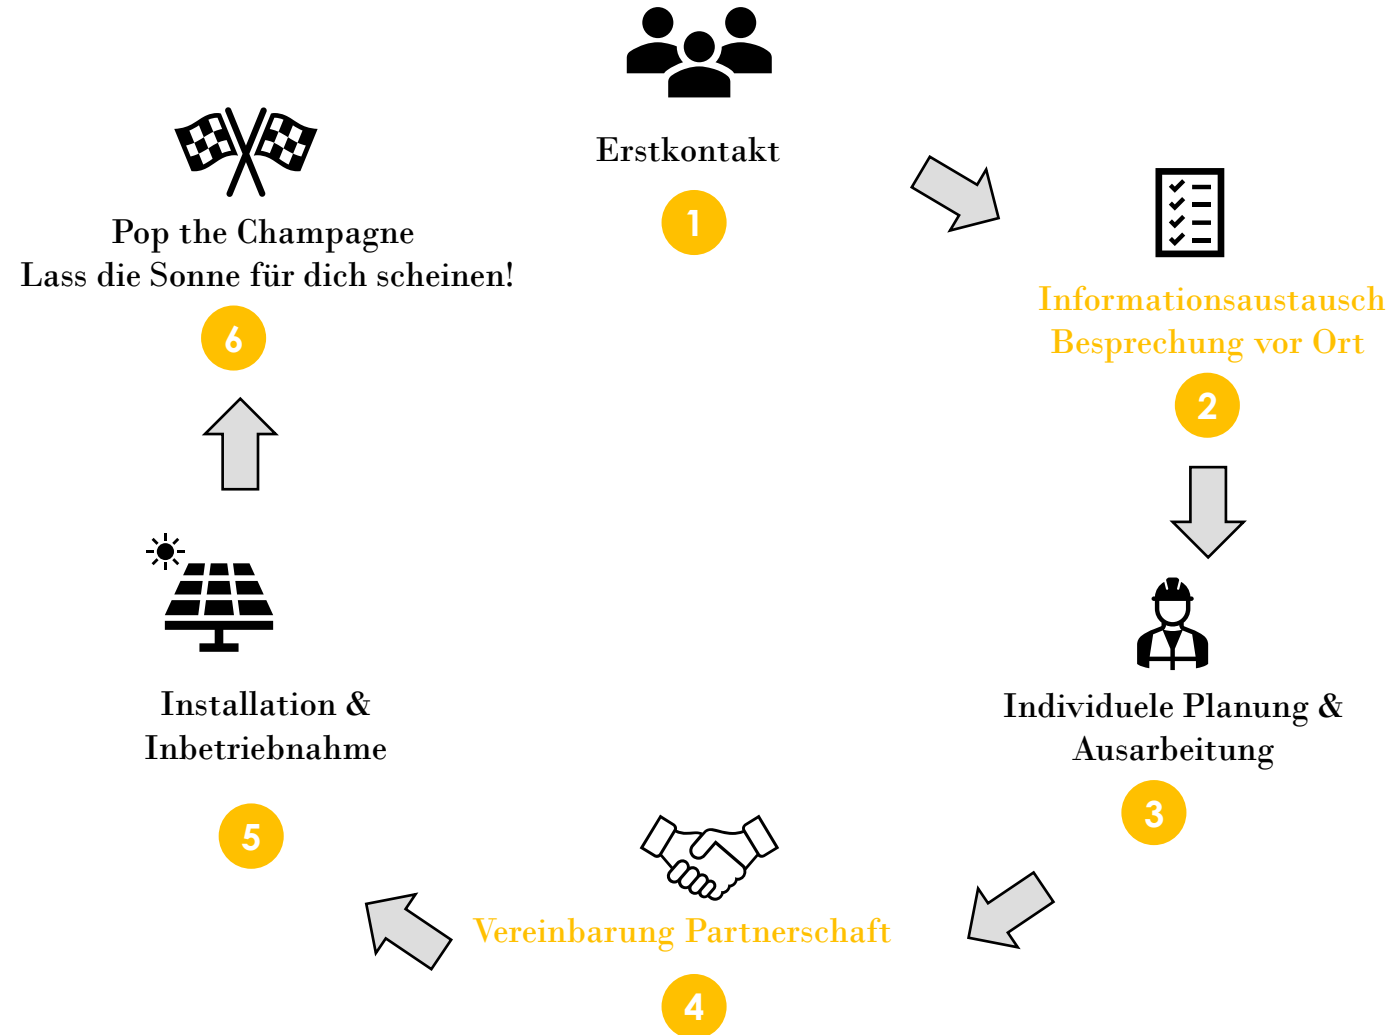 Erstkontakt
1
Informationsaustausch
Besprechung vor Ort
2
Individuele Planung &
Ausarbeitung
3
Vereinbarung Partnerschaft
4
Installation &
Inbetriebnahme
5
Pop the Champagne
Lass die Sonne für dich scheinen!
6